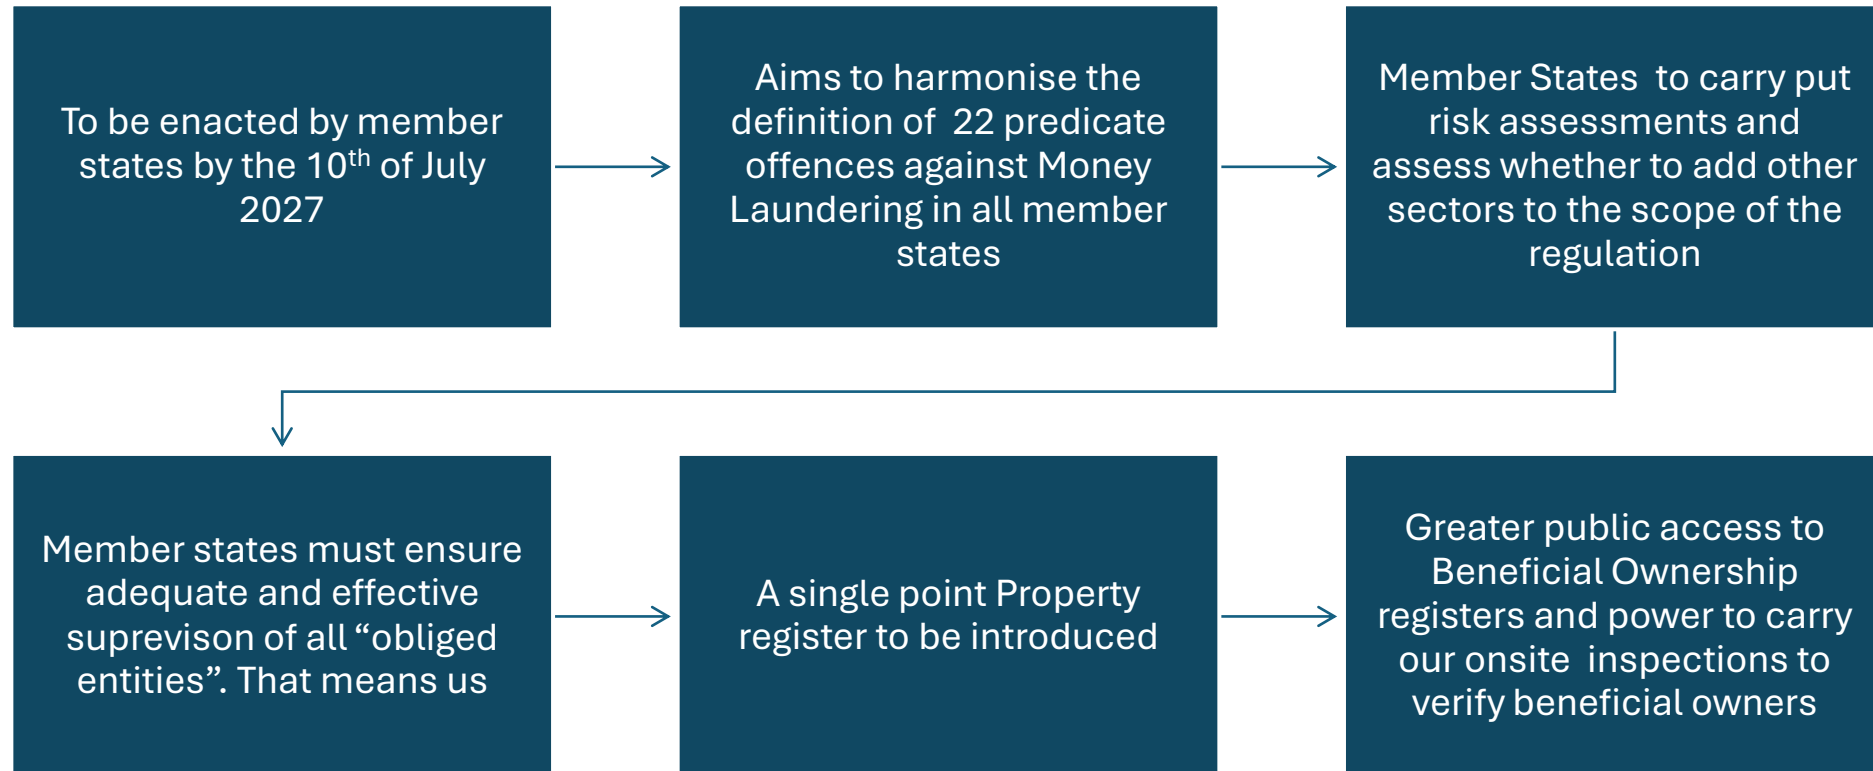 To be enacted by member
states by the 10th of July
2027
Aims to harmonise the
definition of  22 predicate
offences against Money
Laundering in all member
states
Member States  to carry put
risk assessments and
assess whether to add other
sectors to the scope of the
regulation
Member states must ensure
adequate and effective
suprevison of all “obliged
entities”. That means us
A single point Property
register to be introduced
Greater public access to
Beneficial Ownership
registers and power to carry
our onsite  inspections to
verify beneficial owners